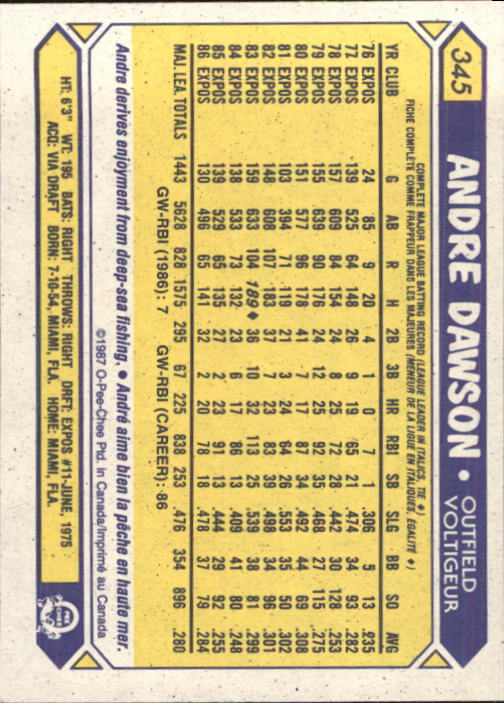 345
ANDRE DAWSON • OUTFIELD
VOLTIGEUR
COMPLETE MAJOR LEAGUE BATTING RECORD (LEAGUE LEADER IN ITALICS, TIE ♦)
FICHE COMPLÈTE COMME FRAPPEUR DANS LES MAJEURES (MENEUR DE LA LIGUE EN ITALIQUES, ÉGALITÉ ♦)
YR CLUB G AB R H 2B 3B HR RBI SB SLG BB SO AVG
76 EXPOS 24 85 9 20 4 1 0 7 1 .306 5 13 .235
77 EXPOS 139 525 64 148 26 9 19 65 21 .474 34 93 .282
78 EXPOS 157 609 84 154 24 8 25 72 28 .442 30 128 .253
79 EXPOS 155 639 90 176 24 12 25 92 35 .468 27 115 .275
80 EXPOS 151 577 96 178 41 7 17 87 34 .492 44 69 .308
81 EXPOS 103 394 71 119 21 3 24 64 26 .553 35 50 .302
82 EXPOS 148 608 107 183 37 7 23 83 39 .498 34 96 .301
83 EXPOS 159 633 104 189♦ 36 10 32 113 25 .539 38 81 .299
84 EXPOS 138 533 73 132 23 6 17 86 13 .409 41 80 .248
85 EXPOS 139 529 65 135 27 2 23 91 13 .444 29 92 .255
86 EXPOS 130 496 65 141 32 2 20 78 18 .478 37 79 .284
MAJ. LEA. TOTALS 1443 5628 828 1575 295 67 225 838 253 .476 354 896 .280
GW-RBI (1986): 7 GW-RBI (CAREER): 86
Andre derives enjoyment from deep-sea fishing. • André aime bien la pêche en haute mer.
©1987 O-Pee-Chee Ptd. in Canada/Imprimé au Canada
HT: 6'3" WT: 195 BATS: RIGHT THROWS: RIGHT DRFT: EXPOS #11-JUNE, 1975
ACQ: VIA DRAFT BORN: 7-10-54, MIAMI, FLA. HOME: MIAMI, FLA.
O PEE CHEE